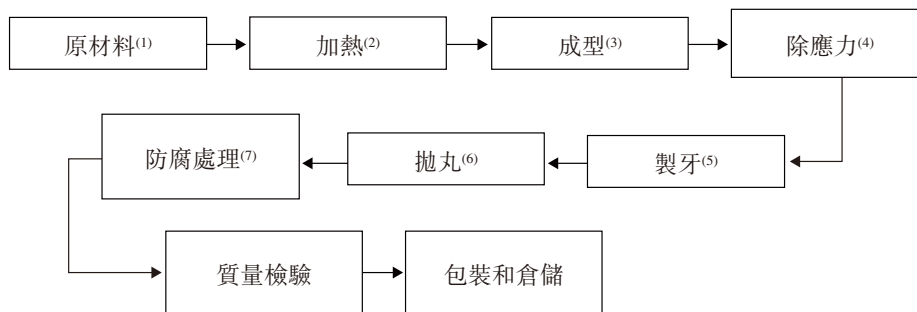 原材料(1)
加熱(2)
成型(3)
除應力(4)
製牙(5)
拋丸(6)
防腐處理(7)
質量檢驗
包裝和倉儲